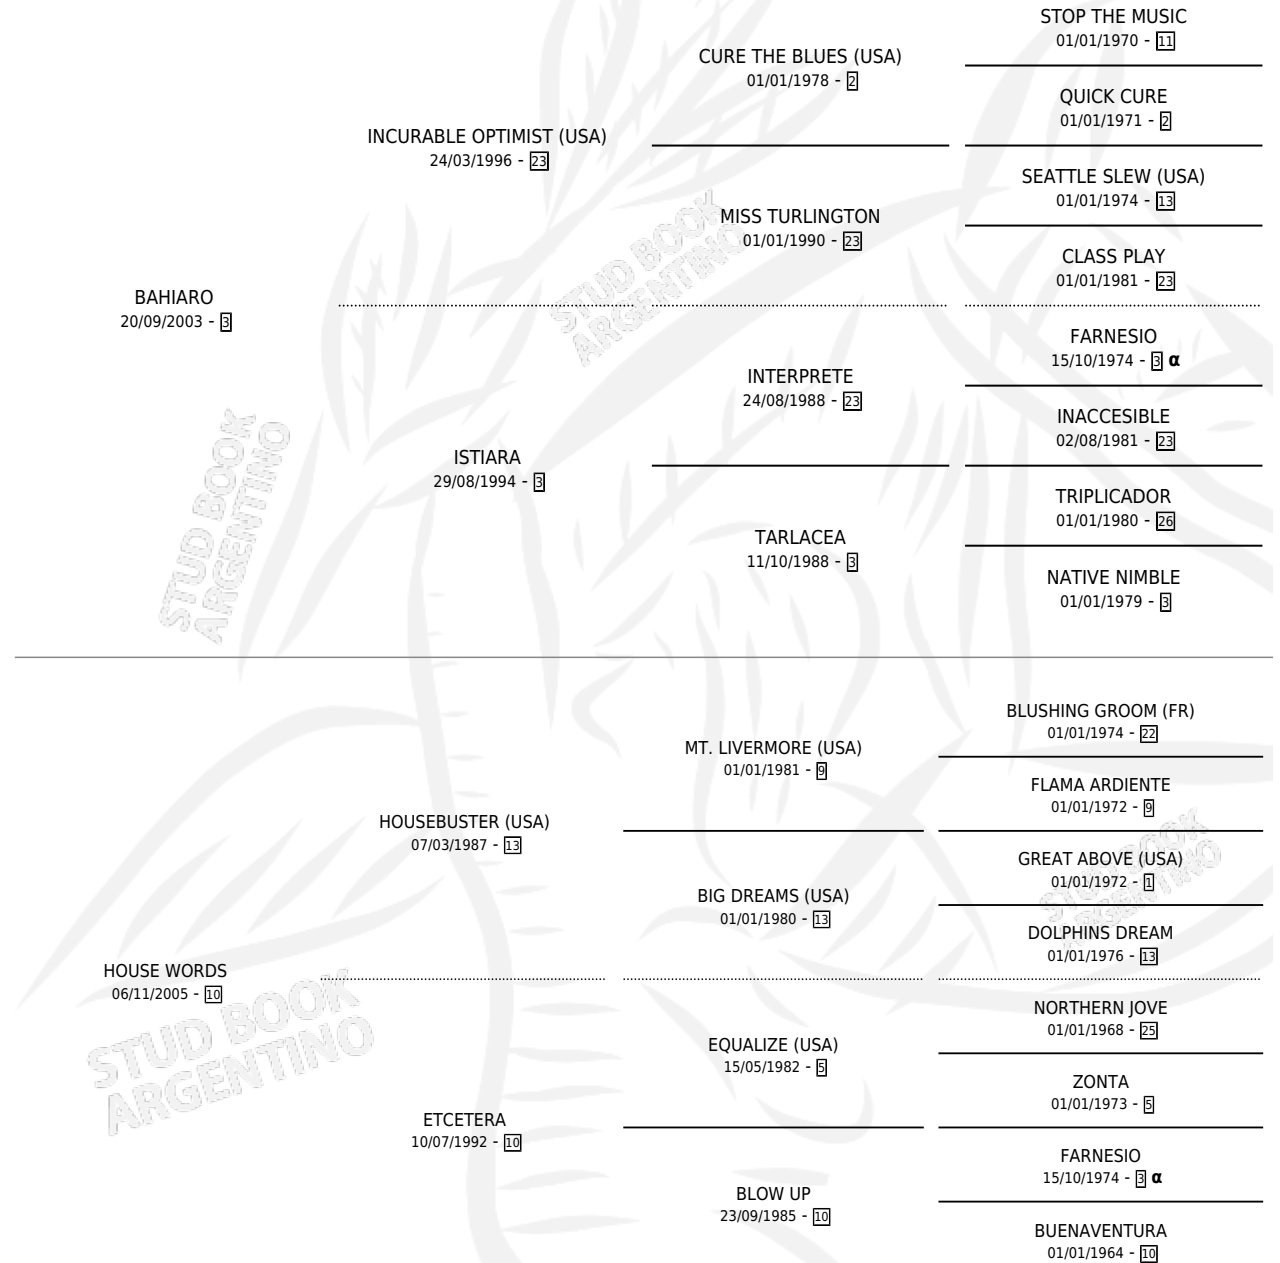 STOP THE MUSIC
01/01/1970 - 11
CURE THE BLUES (USA)
01/01/1978 - 2
QUICK CURE
01/01/1971 - 2
INCURABLE OPTIMIST (USA)
24/03/1996 - 23
SEATTLE SLEW (USA)
01/01/1974 - 13
MISS TURLINGTON
01/01/1990 - 23
CLASS PLAY
01/01/1981 - 23
BAHIARO
20/09/2003 - 3
FARNESIO
15/10/1974 - 3 α
INTERPRETE
24/08/1988 - 23
INACCESIBLE
02/08/1981 - 23
ISTIARA
29/08/1994 - 3
TRIPLICADOR
01/01/1980 - 26
TARLACEA
11/10/1988 - 3
NATIVE NIMBLE
01/01/1979 - 3
STUD BOOK
ARGENTINO
STUD BOOK
ARGENTINO
BLUSHING GROOM (FR)
01/01/1974 - 22
MT. LIVERMORE (USA)
01/01/1981 - 9
FLAMA ARDIENTE
01/01/1972 - 9
HOUSEBUSTER (USA)
07/03/1987 - 13
GREAT ABOVE (USA)
01/01/1972 - 1
BIG DREAMS (USA)
01/01/1980 - 13
DOLPHINS DREAM
01/01/1976 - 13
HOUSE WORDS
06/11/2005 - 10
NORTHERN JOVE
01/01/1968 - 25
EQUALIZE (USA)
15/05/1982 - 5
ZONTA
01/01/1973 - 5
ETCETERA
10/07/1992 - 10
FARNESIO
15/10/1974 - 3 α
BLOW UP
23/09/1985 - 10
BUENAVENTURA
01/01/1964 - 10
STUD BOOK
ARGENTINO
STUD BOOK
ARGENTINO